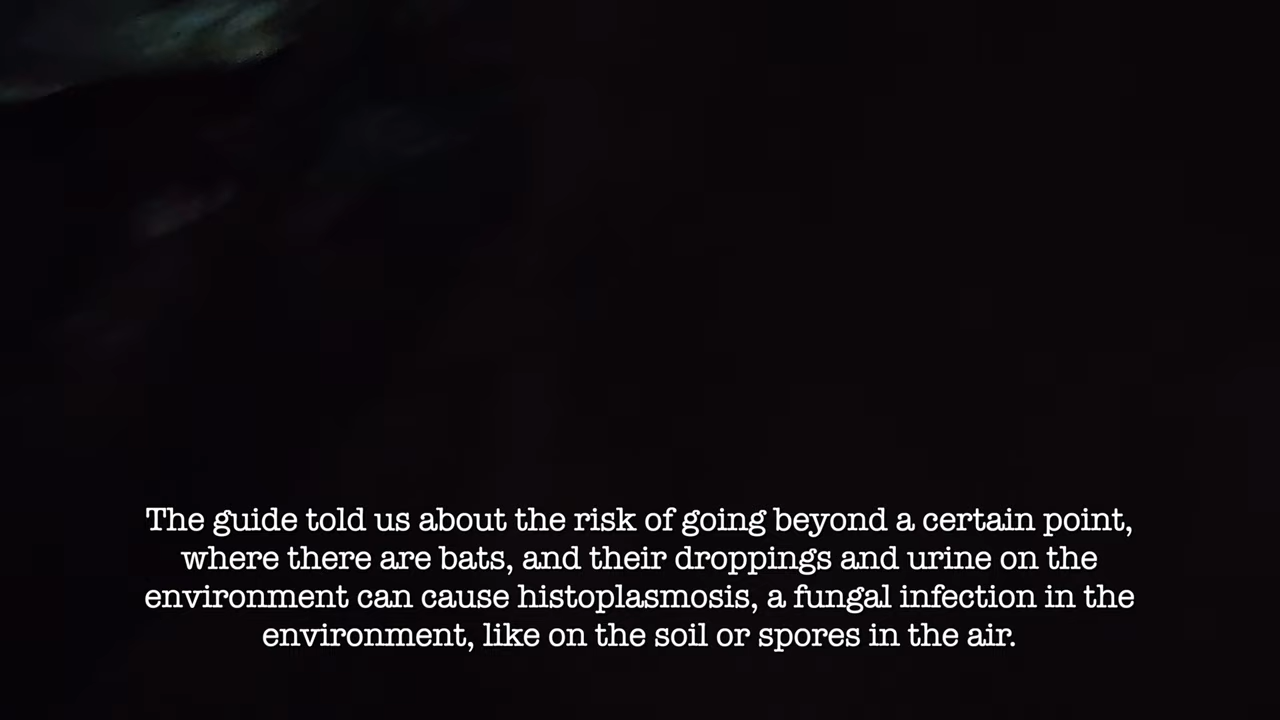 The guide told us about the risk of going beyond a certain point,
where there are bats, and their droppings and urine on the
environment can cause histoplasmosis, a fungal infection in the
environment, like on the soil or spores in the air.